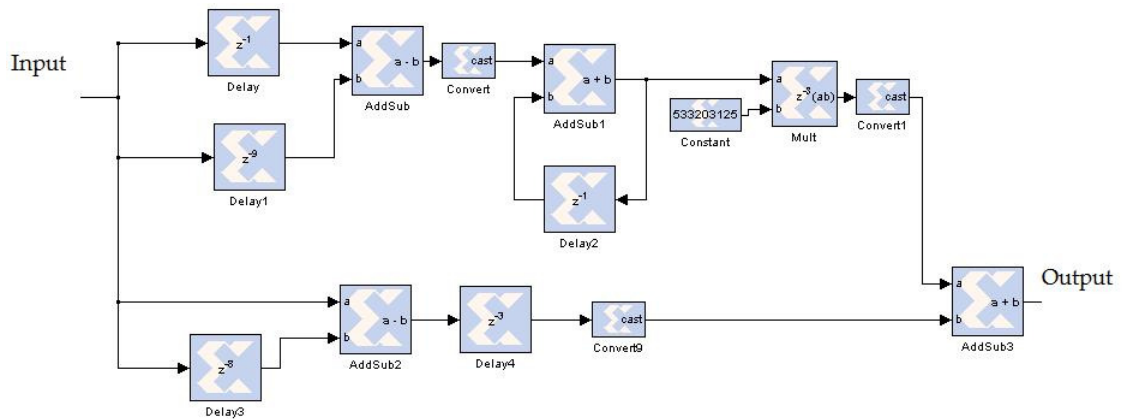 Input
z⁻¹
Delay
z⁻⁹
Delay1
a
b
a - b
AddSub
cast
Convert
a
b
a + b
AddSub1
z⁻¹
Delay2
533203125
Constant
a
b
z⁻³(ab)
Mult
cast
Convert1
a
b
a - b
AddSub2
z⁻⁸
Delay3
z⁻³
Delay4
cast
Convert9
a
b
a + b
AddSub3
Output